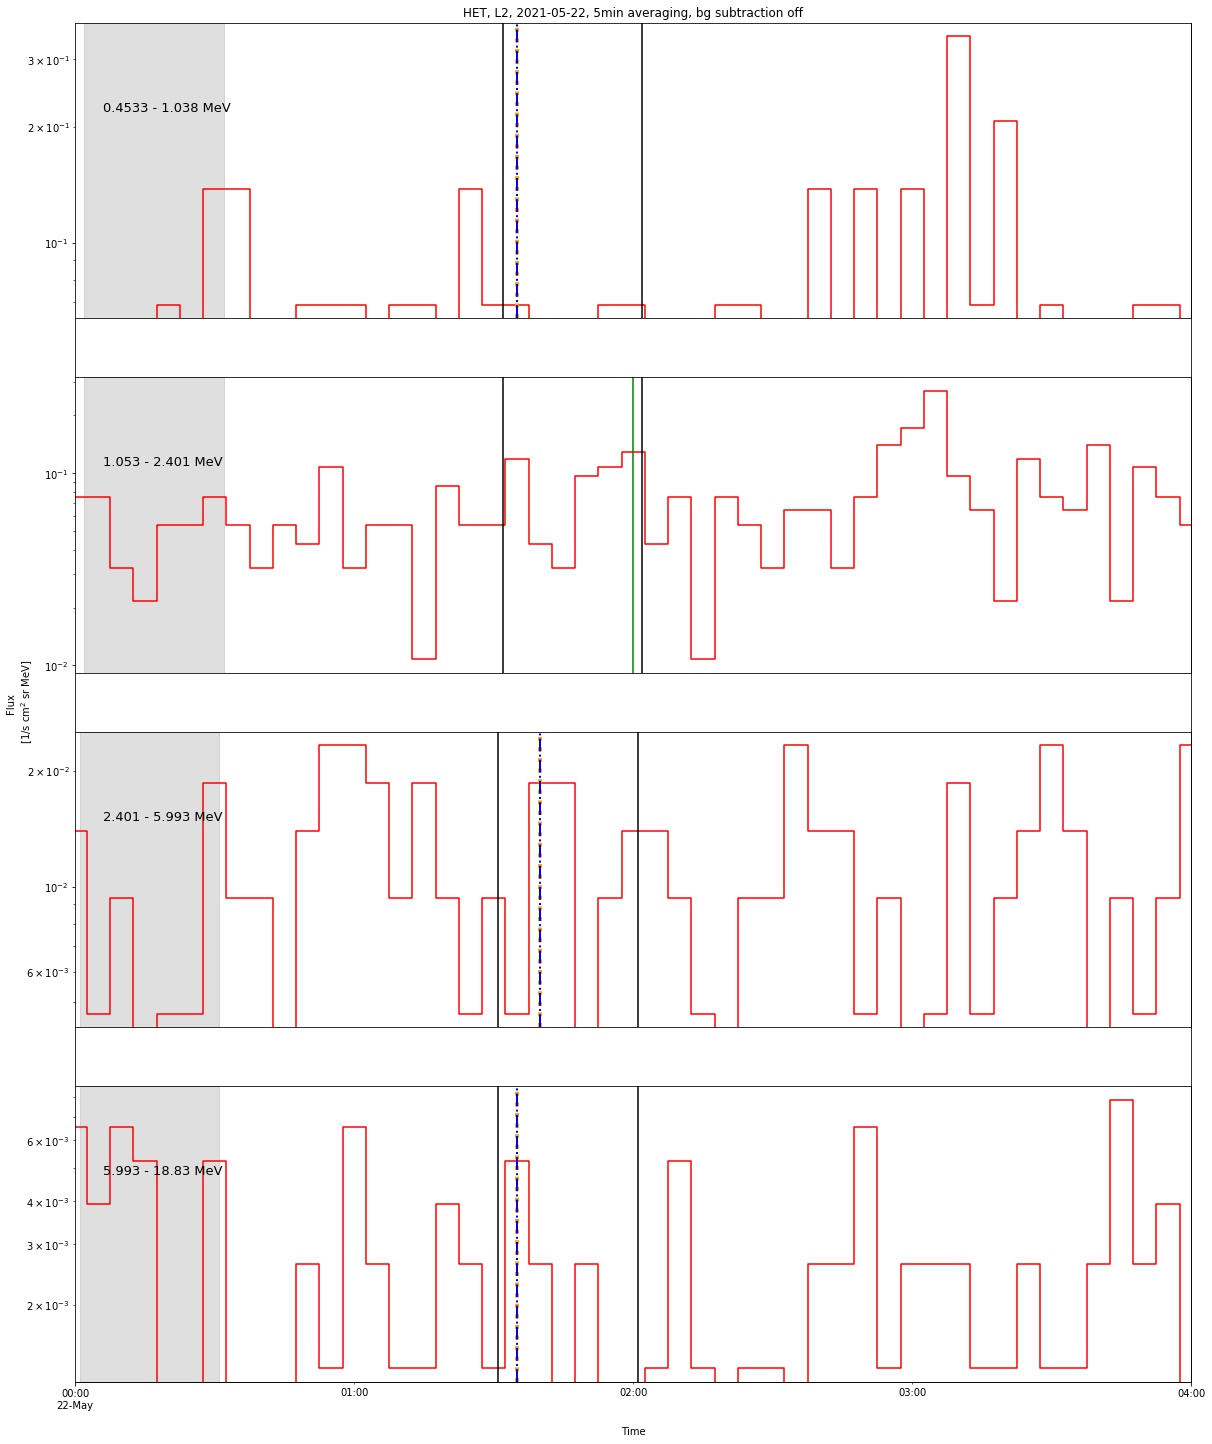 HET, L2, 2021-05-22, 5min averaging, bg subtraction off
3 × 10⁻¹
0.4533 - 1.038 MeV
2 × 10⁻¹
10⁻¹
1.053 - 2.401 MeV
10⁻¹
10⁻²
Flux
[1/s cm² sr MeV]
2 × 10⁻²
2.401 - 5.993 MeV
10⁻²
6 × 10⁻³
6 × 10⁻³
5.993 - 18.83 MeV
4 × 10⁻³
3 × 10⁻³
2 × 10⁻³
00:00 01:00 02:00 03:00 04:00
22-May
Time